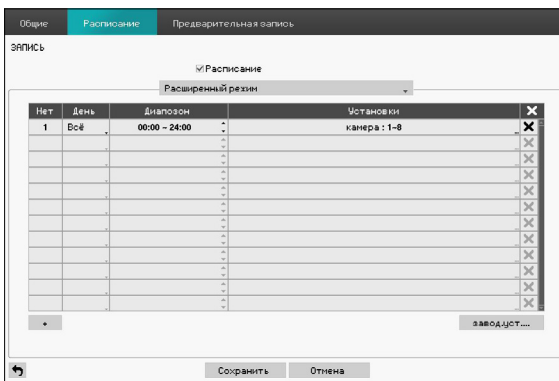 Общие Расписание Предварительная запись
ЗАПИСЬ
Расписание
Расширенный режим
Нет День Диапозон Установки
1 Всё 00:00 ~ 24:00 камера : 1~8
+ завод.уст....
Сохранить Отмена